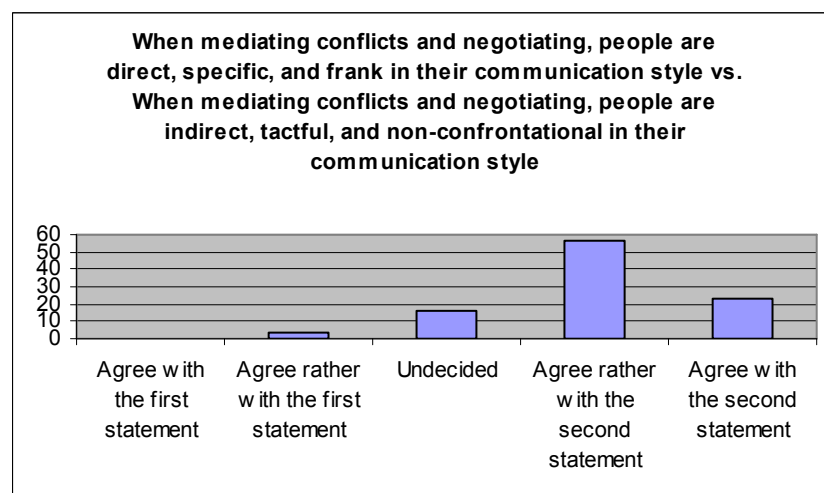 When mediating conflicts and negotiating, people are
direct, specific, and frank in their communication style vs.
When mediating conflicts and negotiating, people are
indirect, tactful, and non-confrontational in their
communication style
60
50
40
30
20
10
0
Agree with
the first
statement
Agree rather
with the first
statement
Undecided
Agree rather
with the
second
statement
Agree with
the second
statement